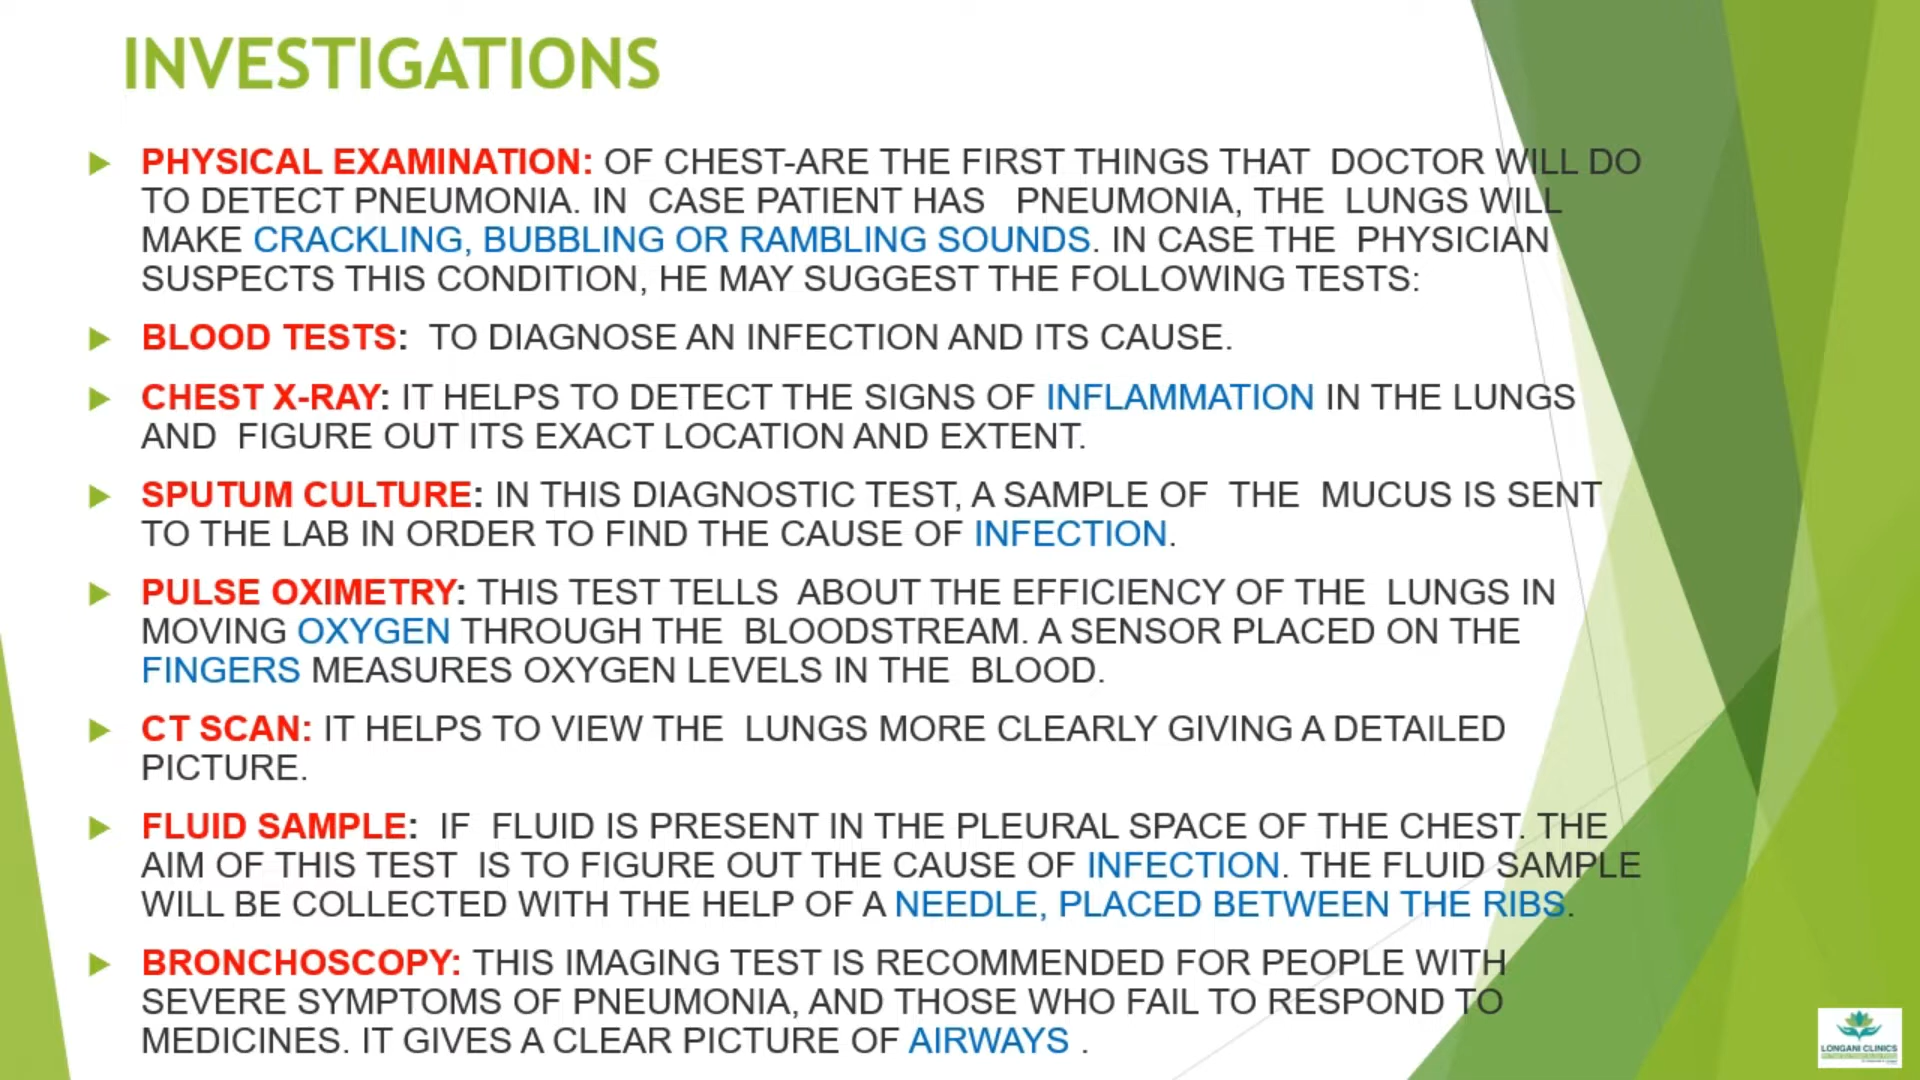 INVESTIGATIONS
PHYSICAL EXAMINATION: OF CHEST-ARE THE FIRST THINGS THAT DOCTOR WILL DO
TO DETECT PNEUMONIA. IN CASE PATIENT HAS PNEUMONIA, THE LUNGS WILL
MAKE CRACKLING, BUBBLING OR RAMBLING SOUNDS. IN CASE THE PHYSICIAN
SUSPECTS THIS CONDITION, HE MAY SUGGEST THE FOLLOWING TESTS:
BLOOD TESTS: TO DIAGNOSE AN INFECTION AND ITS CAUSE.
CHEST X-RAY: IT HELPS TO DETECT THE SIGNS OF INFLAMMATION IN THE LUNGS
AND FIGURE OUT ITS EXACT LOCATION AND EXTENT.
SPUTUM CULTURE: IN THIS DIAGNOSTIC TEST, A SAMPLE OF THE MUCUS IS SENT
TO THE LAB IN ORDER TO FIND THE CAUSE OF INFECTION.
PULSE OXIMETRY: THIS TEST TELLS ABOUT THE EFFICIENCY OF THE LUNGS IN
MOVING OXYGEN THROUGH THE BLOODSTREAM. A SENSOR PLACED ON THE
FINGERS MEASURES OXYGEN LEVELS IN THE BLOOD.
CT SCAN: IT HELPS TO VIEW THE LUNGS MORE CLEARLY GIVING A DETAILED
PICTURE.
FLUID SAMPLE: IF FLUID IS PRESENT IN THE PLEURAL SPACE OF THE CHEST. THE
AIM OF THIS TEST IS TO FIGURE OUT THE CAUSE OF INFECTION. THE FLUID SAMPLE
WILL BE COLLECTED WITH THE HELP OF A NEEDLE, PLACED BETWEEN THE RIBS.
BRONCHOSCOPY: THIS IMAGING TEST IS RECOMMENDED FOR PEOPLE WITH
SEVERE SYMPTOMS OF PNEUMONIA, AND THOSE WHO FAIL TO RESPOND TO
MEDICINES. IT GIVES A CLEAR PICTURE OF AIRWAYS .
LONGANI CLINICS